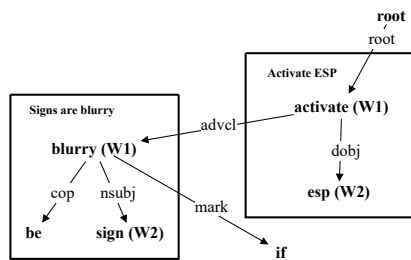 root
root
Activate ESP
Signs are blurry
activate (W1)
advcl
blurry (W1)
dobj
cop
nsubj
esp (W2)
mark
be
sign (W2)
if